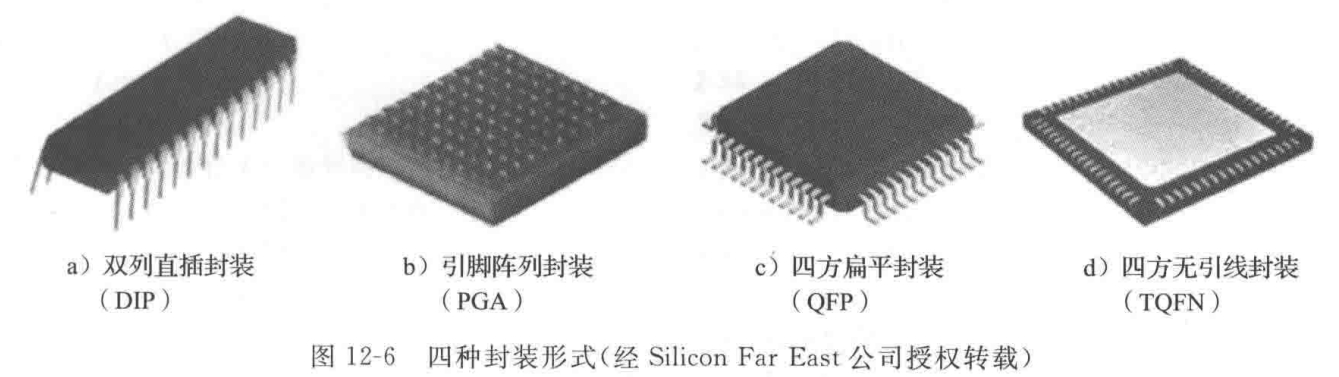 a）双列直插封装
（DIP）
b）引脚阵列封装
（PGA）
c）四方扁平封装
（QFP）
d）四方无引线封装
（TQFN）
图 12-6 四种封装形式(经 Silicon Far East 公司授权转载)